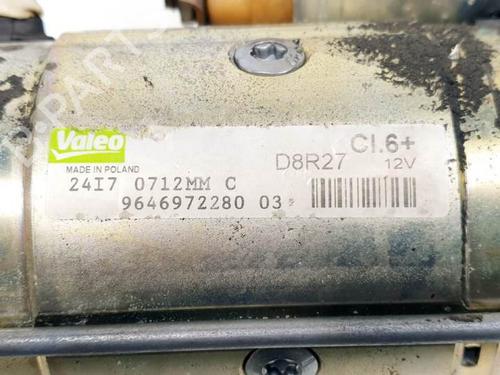 Valeo
MADE IN POLAND
Cl.6+
D8R27 12V
24I7 0712MM C
9646972280 03